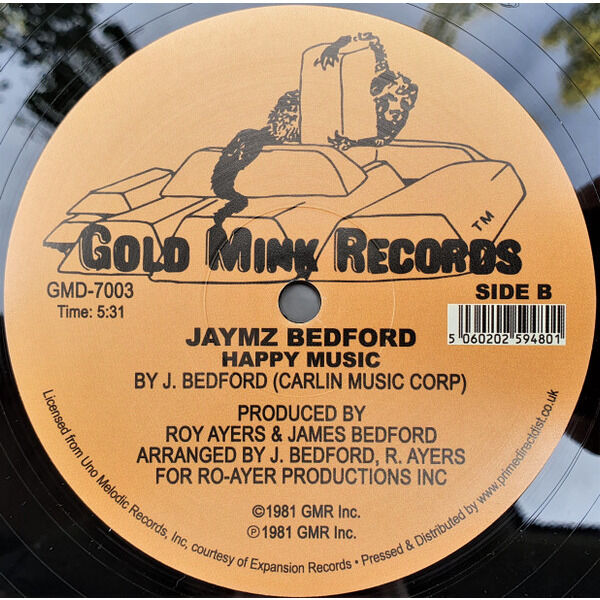 ™
GOLD MINK RECORDS
GMD-7003
SIDE B
Time: 5:31
5 060202 594801
JAYMZ BEDFORD
HAPPY MUSIC
BY J. BEDFORD (CARLIN MUSIC CORP)
PRODUCED BY
ROY AYERS & JAMES BEDFORD
ARRANGED BY J. BEDFORD, R. AYERS
FOR RO-AYER PRODUCTIONS INC
©1981 GMR Inc.
℗1981 GMR Inc.
Licensed from Uno Melodic Records, Inc, courtesy of Expansion Records • Pressed & Distributed by www.primedirectdist.co.uk